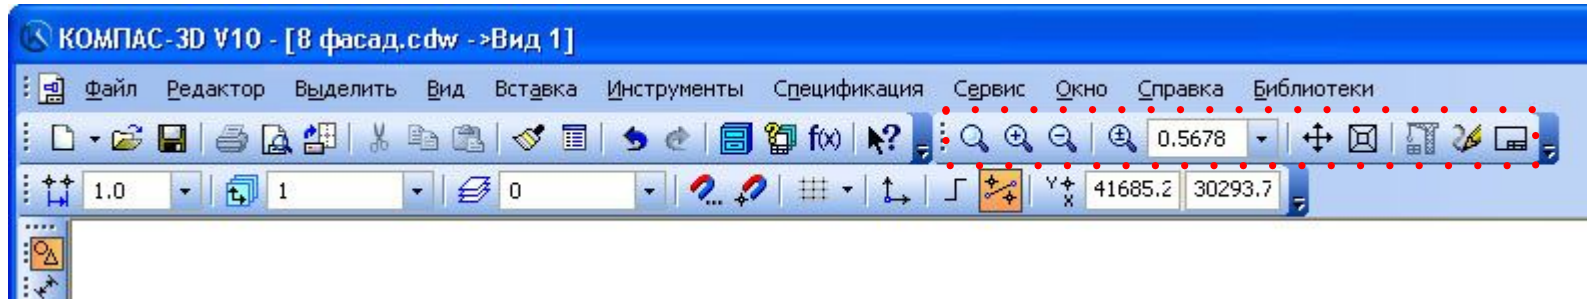 КОМПАС-3D V10 - [8 фасад.cdw ->Вид 1]
Файл Редактор Выделить Вид Вставка Инструменты Спецификация Сервис Окно Справка Библиотеки
f(x) ? 0.5678
1.0 1 0 Y X 41685.2 30293.7